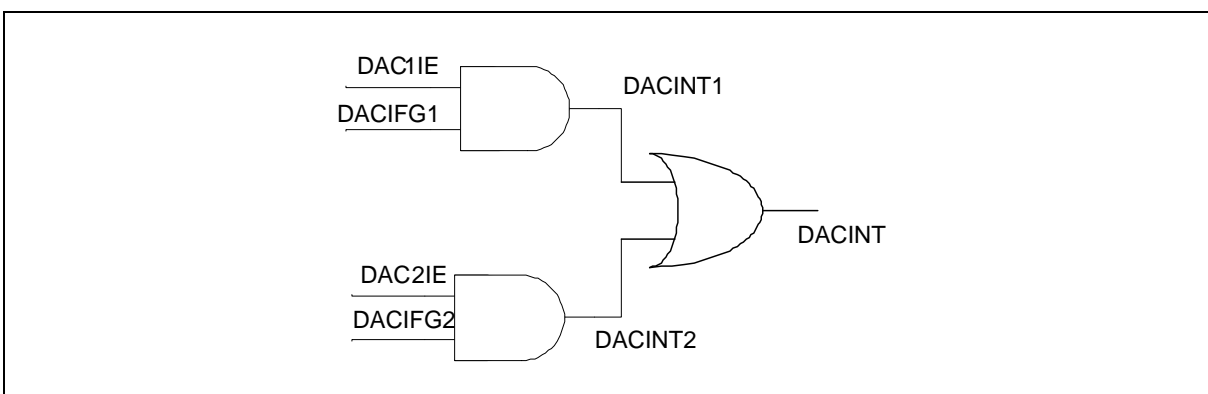 DAC1IE
DACIFG1
DACINT1
DACINT
DAC2IE
DACIFG2
DACINT2